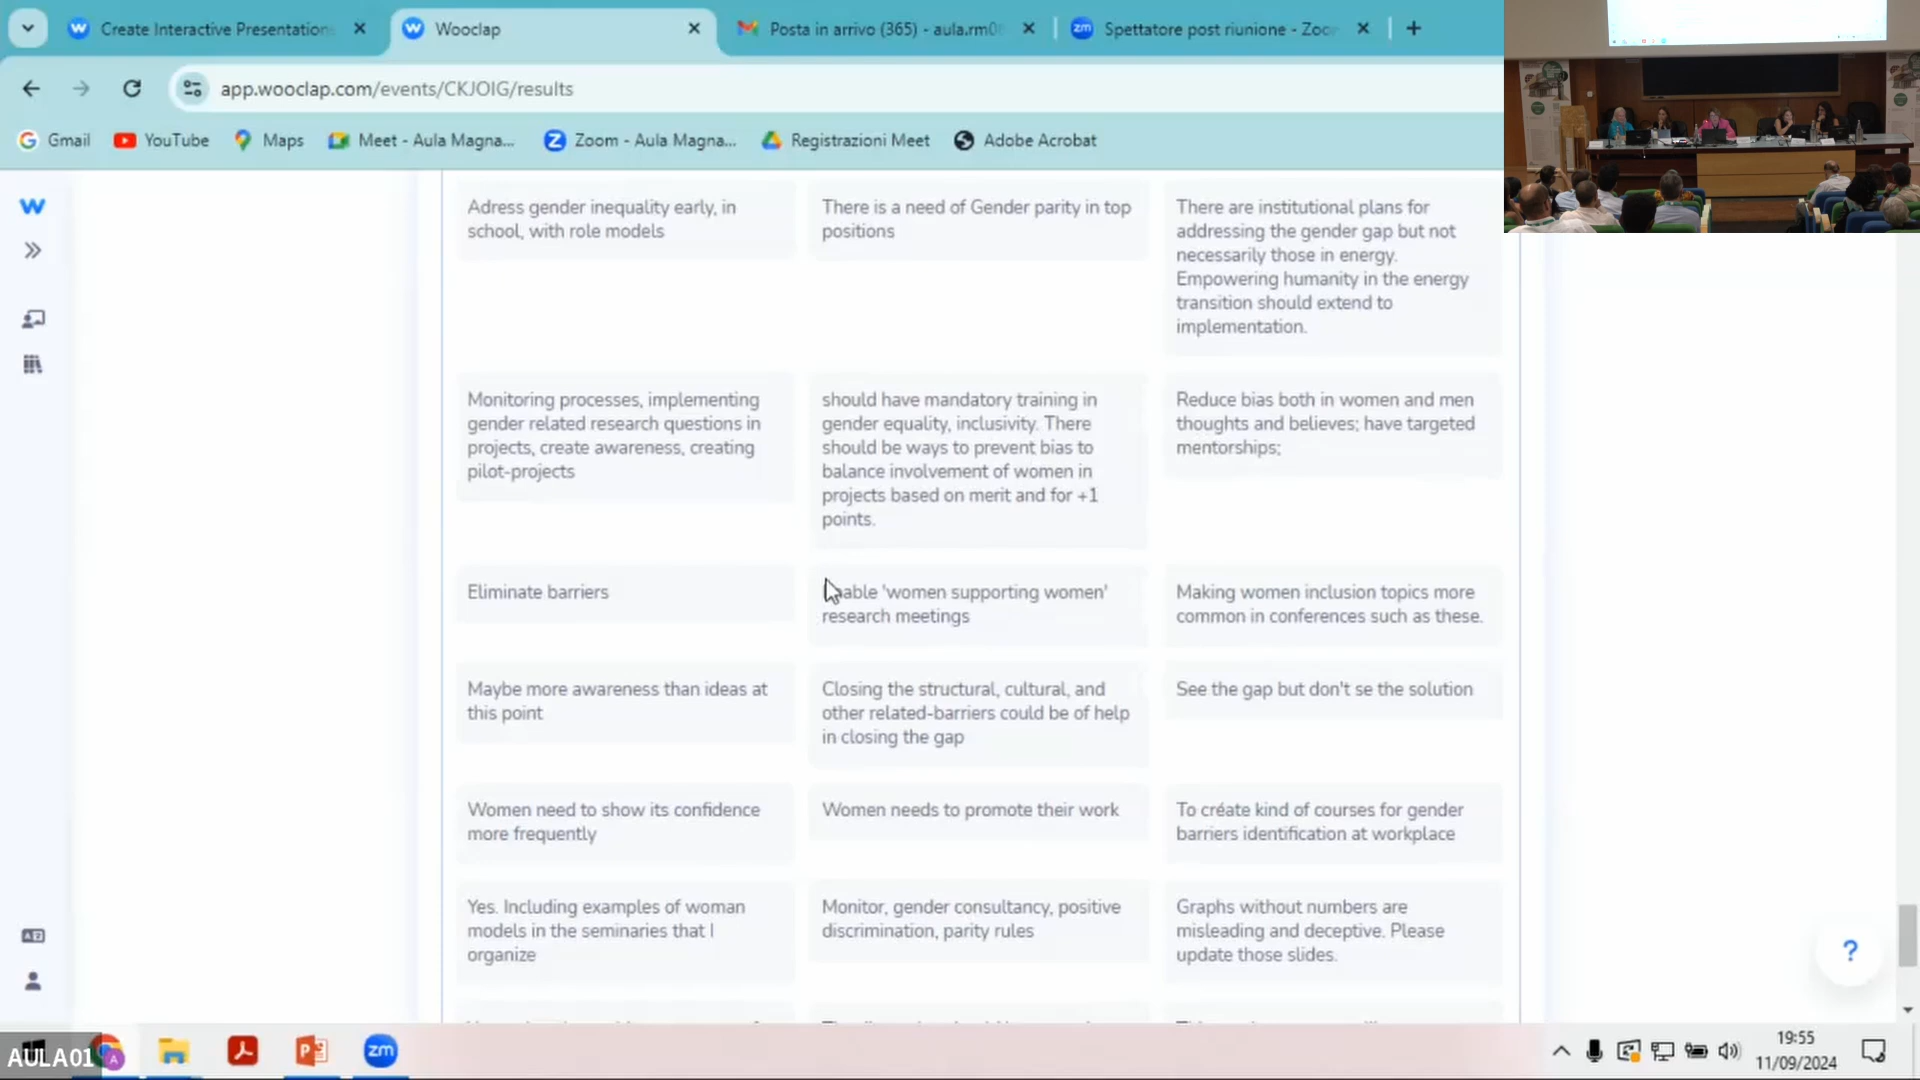 Create Interactive Presentation
Wooclap
Posta in arrivo (365) - aula.rm0
Spettatore post riunione - Zoo
app.wooclap.com/events/CKJOIG/results
Gmail
YouTube
Maps
Meet - Aula Magna...
Zoom - Aula Magna...
Registrazioni Meet
Adobe Acrobat
Adress gender inequality early, in
school, with role models
There is a need of Gender parity in top
positions
There are institutional plans for
addressing the gender gap but not
necessarily those in energy.
Empowering humanity in the energy
transition should extend to
implementation.
Monitoring processes, implementing
gender related research questions in
projects, create awareness, creating
pilot-projects
should have mandatory training in
gender equality, inclusivity. There
should be ways to prevent bias to
balance involvement of women in
projects based on merit and for +1
points.
Reduce bias both in women and men
thoughts and believes; have targeted
mentorships;
Eliminate barriers
'women supporting women'
research meetings
Making women inclusion topics more
common in conferences such as these.
Maybe more awareness than ideas at
this point
Closing the structural, cultural, and
other related-barriers could be of help
in closing the gap
See the gap but don't se the solution
Women need to show its confidence
more frequently
Women needs to promote their work
To créate kind of courses for gender
barriers identification at workplace
Yes. Including examples of woman
models in the seminaries that I
organize
Monitor, gender consultancy, positive
discrimination, parity rules
Graphs without numbers are
misleading and deceptive. Please
update those slides.
?
AULA01
A
zm
19:55
11/09/2024